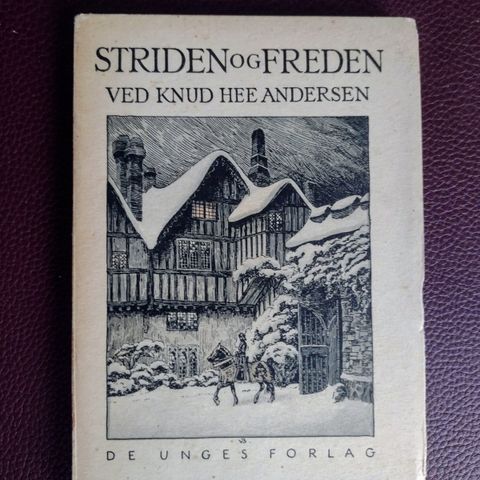 STRIDEN OG FREDEN
VED KNUD HEE ANDERSEN
DE UNGES FORLAG